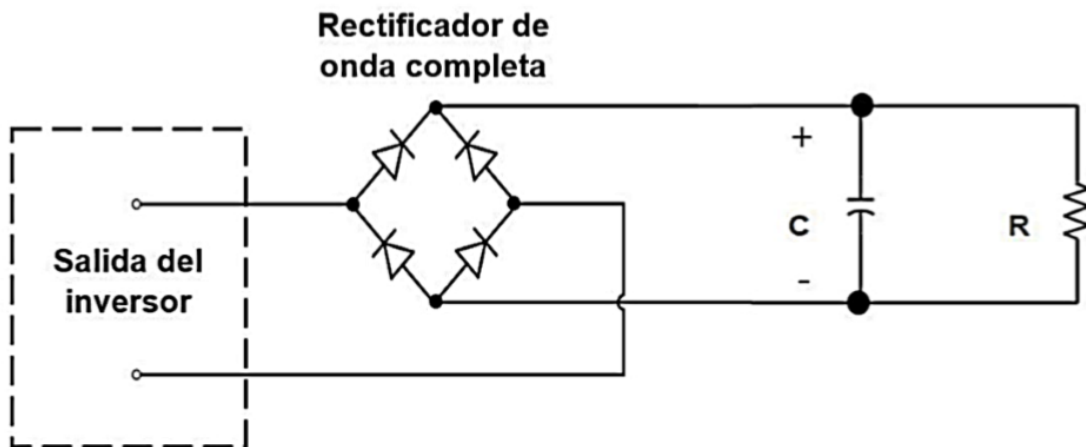 Rectificador de
onda completa
Salida del
inversor
+
C
-
R